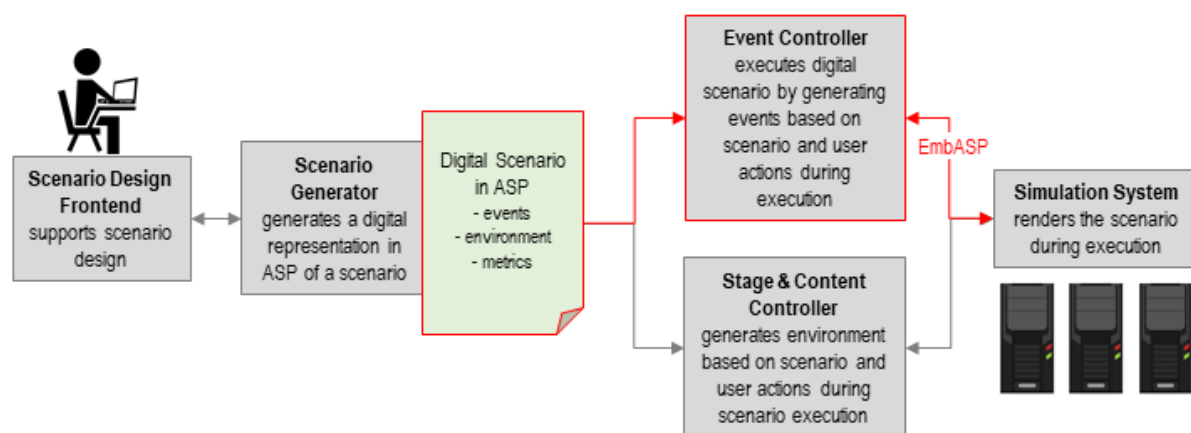 Scenario Design
Frontend
supports scenario
design
Scenario
Generator
generates a digital
representation in
ASP of a scenario
Digital Scenario
in ASP
- events
- environment
- metrics
Event Controller
executes digital
scenario by generating
events based on
scenario and user
actions during
execution
EmbASP
Stage & Content
Controller
generates environment
based on scenario and
user actions during
scenario execution
Simulation System
renders the scenario
during execution